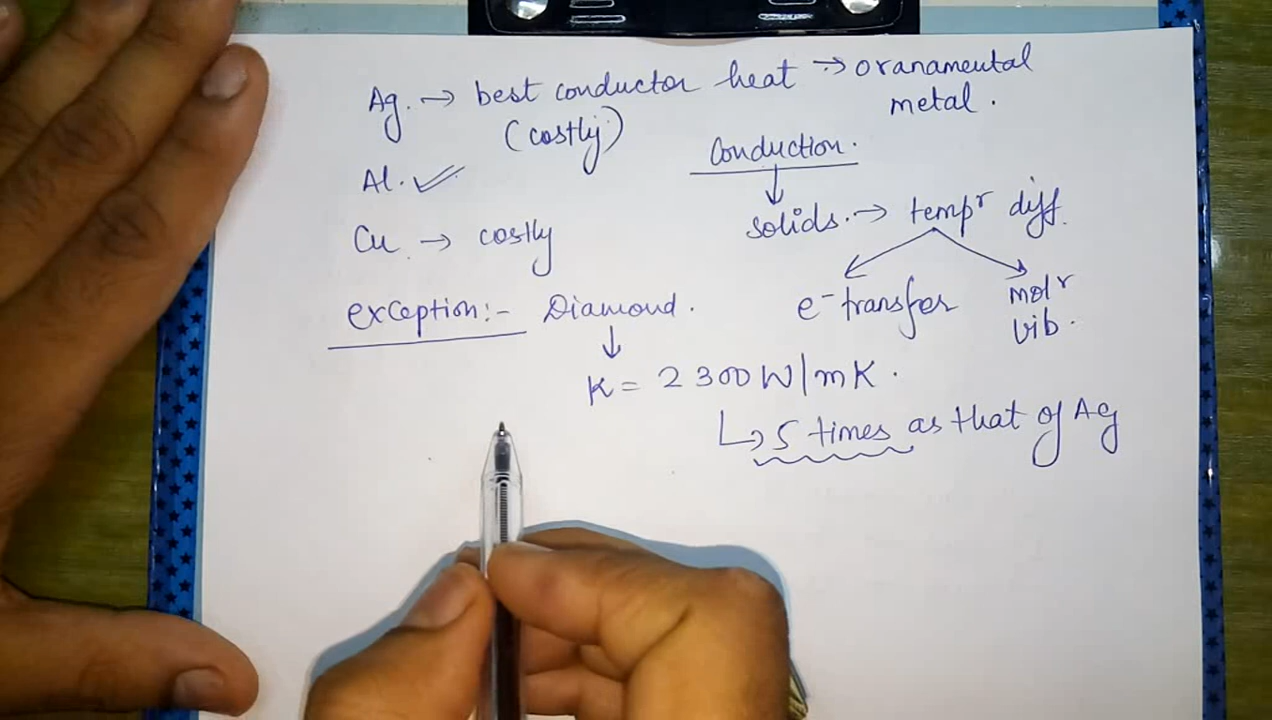 Ag. → best conductor heat → oranamental
metal.
(costly)
Conduction.
Al. ✓
solids. → tempr diff.
Cu. → costly
e⁻ transfer
molr
vib.
exception:- Diamond.
K = 2300 W/mK.
↳ 5 times as that of Ag